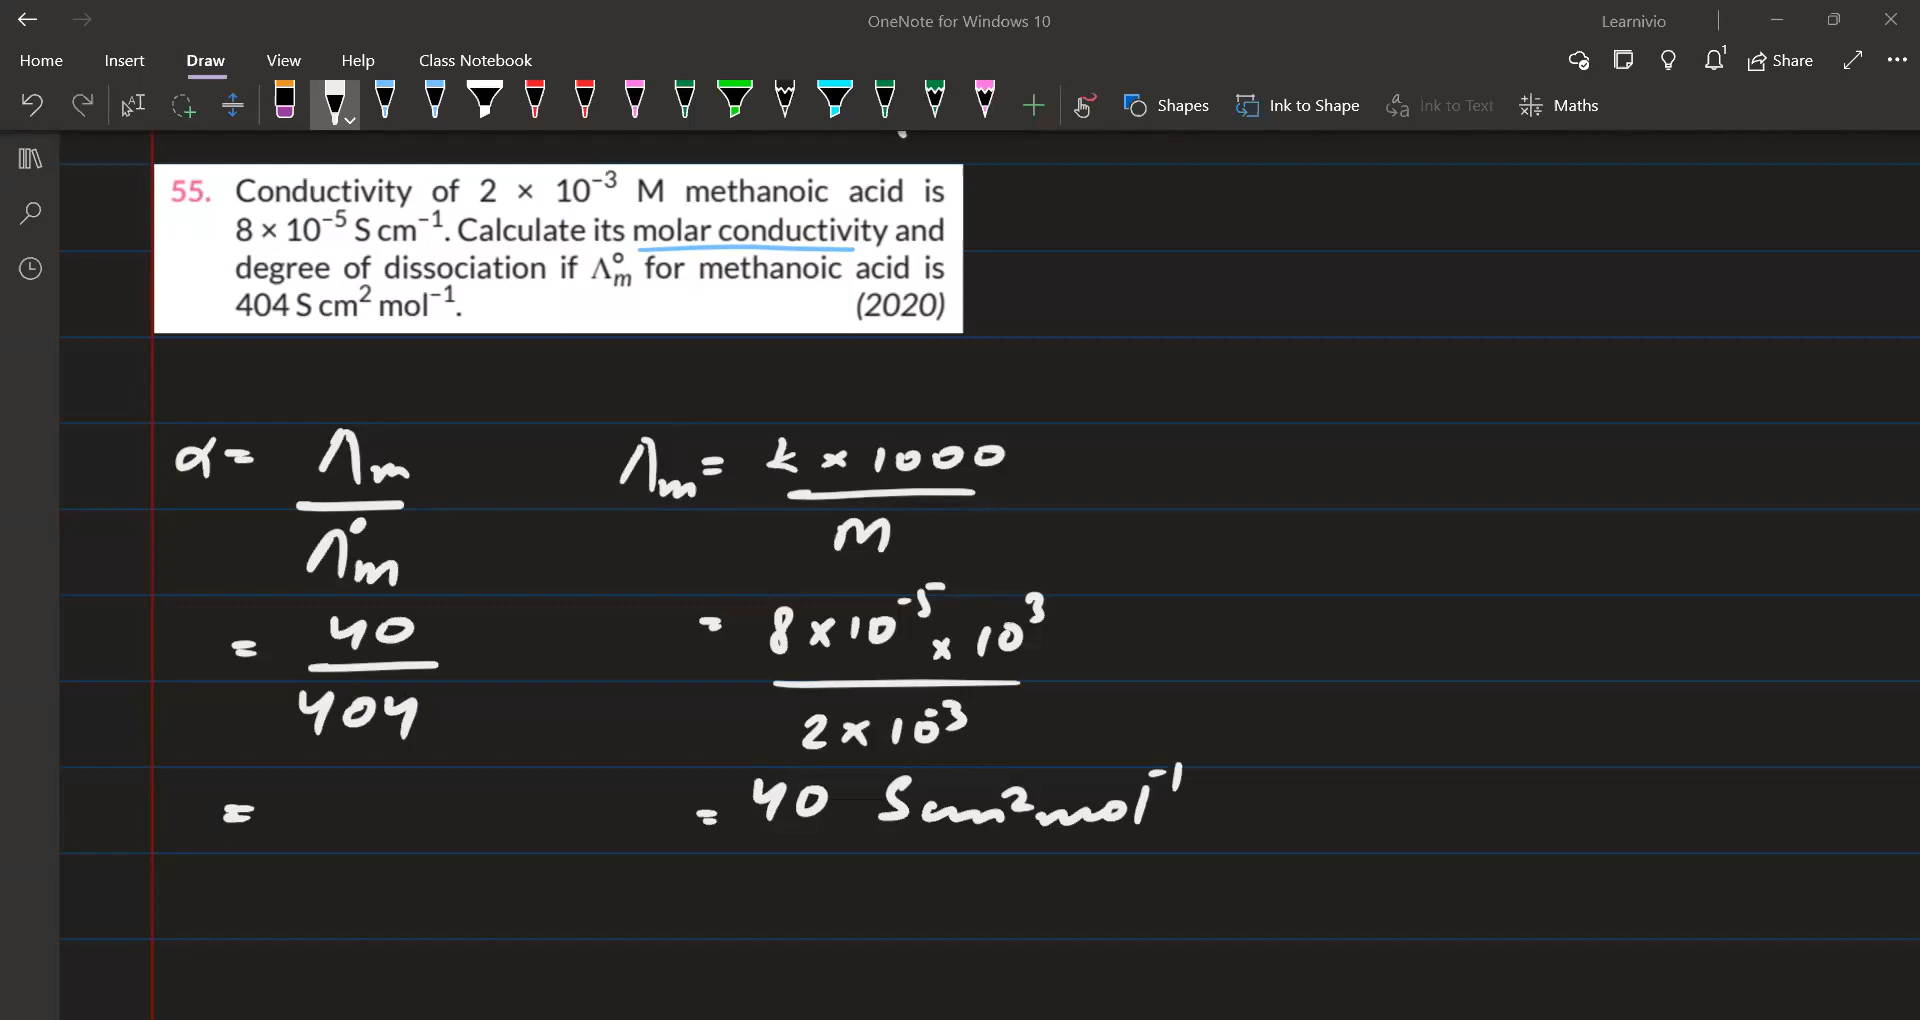 OneNote for Windows 10
Learnivio
Home Insert Draw View Help Class Notebook
1 Share
Shapes Ink to Shape Ink to Text Maths
55. Conductivity of 2 × 10⁻³ M methanoic acid is
8 × 10⁻⁵ S cm⁻¹. Calculate its molar conductivity and
degree of dissociation if Λ°ₘ for methanoic acid is
404 S cm² mol⁻¹. (2020)
α = Λm
Λ°m
= 40
404
=
Λm = k × 1000
M
= 8 × 10⁻⁵ × 10³
2 × 10⁻³
= 40 S cm² mol⁻¹